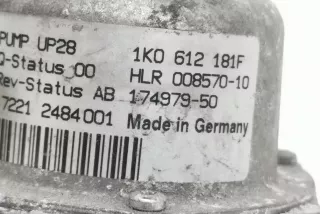 PUMP UP28 1K0 612 181F
Q-Status 00 HLR 008570-10
Rev-Status AB 174979-50
7221 2484001 Made in Germany